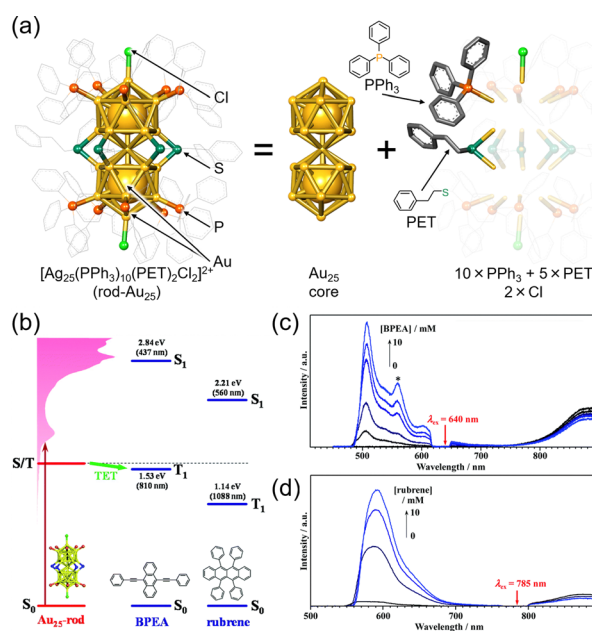 (a)
Cl
S
P
Au
[Ag25(PPh3)10(PET)2Cl2]2+
(rod-Au25)
=
Au25
core
+
P
PPh3
S
PET
10 × PPh3 + 5 × PET
2 × Cl
(b)
2.84 eV
(437 nm)
S1
2.21 eV
(560 nm)
S1
S/T
TET
T1
1.53 eV
(810 nm)
1.14 eV
(1088 nm)
T1
S0
S0
S0
Au25-rod
BPEA
rubrene
(c)
Intensity / a.u.
[BPEA] / mM
10
0
*
λex = 640 nm
500 600 700 800
Wavelength / nm
(d)
Intensity / a.u.
[rubrene]
/ mM
10
0
λex = 785 nm
500 600 700 800
Wavelength / nm